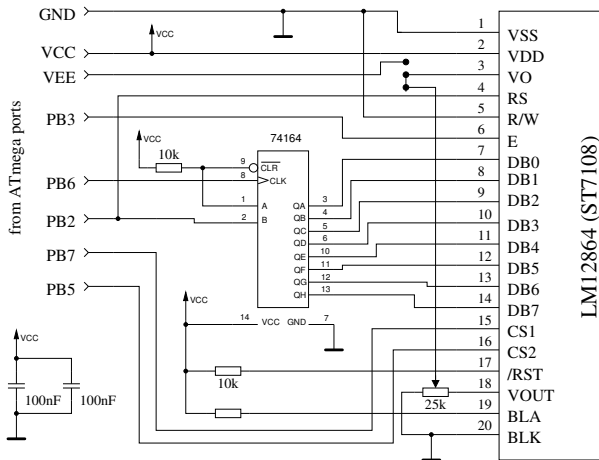 GND
VCC
VEE
PB3
PB6
PB2
PB7
PB5
from ATmega ports
VCC
VCC
10k
74164
9
CLR
8
CLK
1
A
2
B
QA
3
QB
4
QC
5
QD
6
QE
10
QF
11
QG
12
QH
13
14
VCC
GND
7
VCC
VCC
100nF
100nF
10k
25k
1
VSS
2
VDD
3
VO
4
RS
5
R/W
6
E
7
DB0
8
DB1
9
DB2
10
DB3
11
DB4
12
DB5
13
DB6
14
DB7
15
CS1
16
CS2
17
/RST
18
VOUT
19
BLA
20
BLK
LM12864 (ST7108)